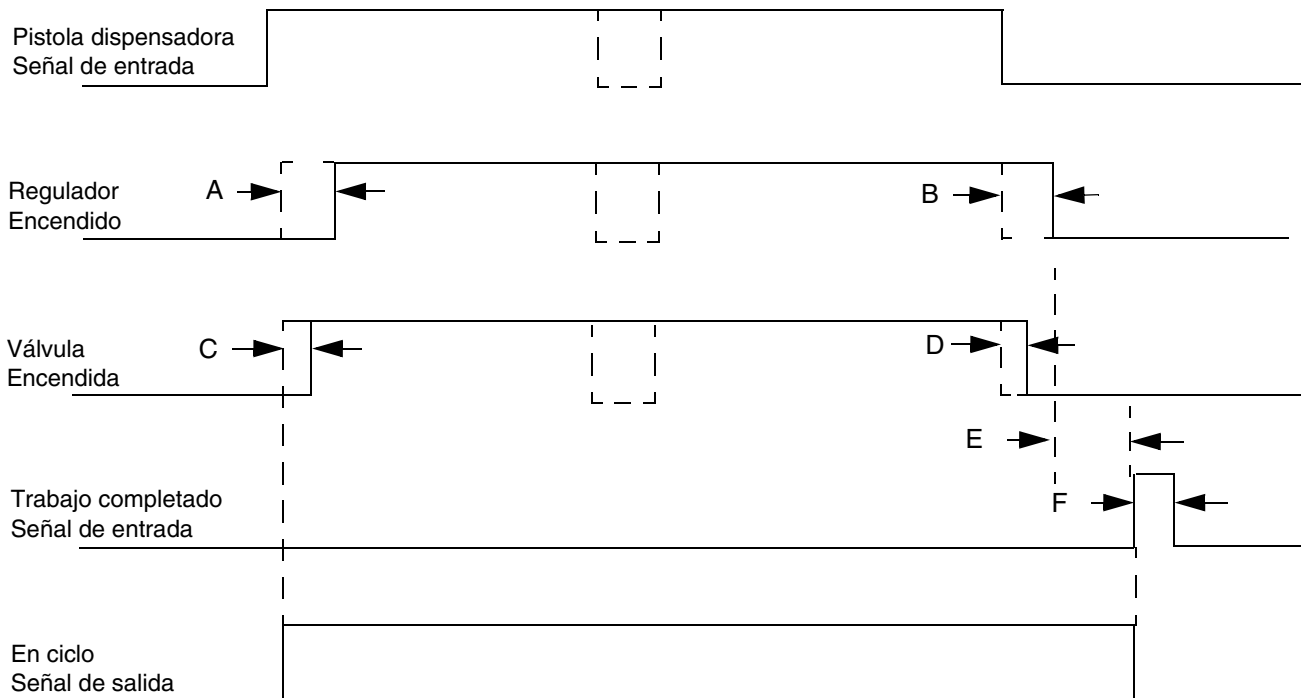 Pistola dispensadora
Señal de entrada
A
Regulador
Encendido
B
C
Válvula
Encendida
D
E
Trabajo completado
Señal de entrada
F
En ciclo
Señal de salida